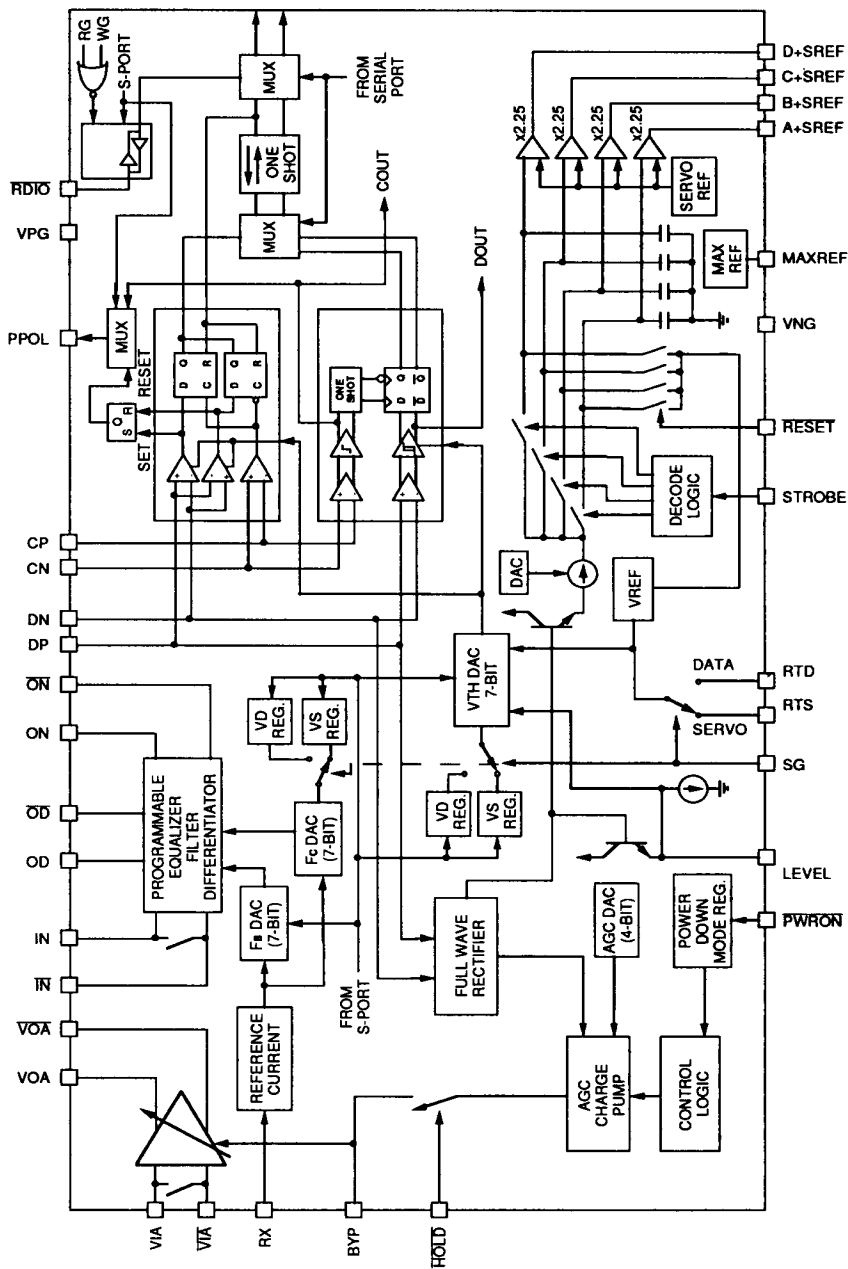 RG
WG
S-PORT
RDIO
VPG
PPOL
MUX
RESET
SET
Q
S R
D Q
C R
D Q
C R
MUX
ONE
SHOT
MUX
FROM
SERIAL
PORT
COUT
DOUT
ONE
SHOT
D Q
D Q
CP
CN
DN
DP
ON
ON
OD
OD
IN
IN
VOA
VOA
VIA
VIA
RX
BYP
HOLD
PROGRAMMABLE
EQUALIZER
FILTER
DIFFERENTIATOR
VD
REG.
VS
REG.
FC DAC
(7-BIT)
FB DAC
(7-BIT)
REFERENCE
CURRENT
FROM
S-PORT
VTH DAC
7-BIT
VD
REG.
VS
REG.
FULL WAVE
RECTIFIER
AGC DAC
(4-BIT)
AGC
CHARGE
PUMP
POWER
DOWN
MODE REG.
CONTROL
LOGIC
DAC
VREF
DATA
SERVO
DECODE
LOGIC
x2.25
x2.25
x2.25
x2.25
SERVO
REF
MAX
REF
D+SREF
C+SREF
B+SREF
A+SREF
MAXREF
VNG
RESET
STROBE
RTD
RTS
SG
LEVEL
PWRON